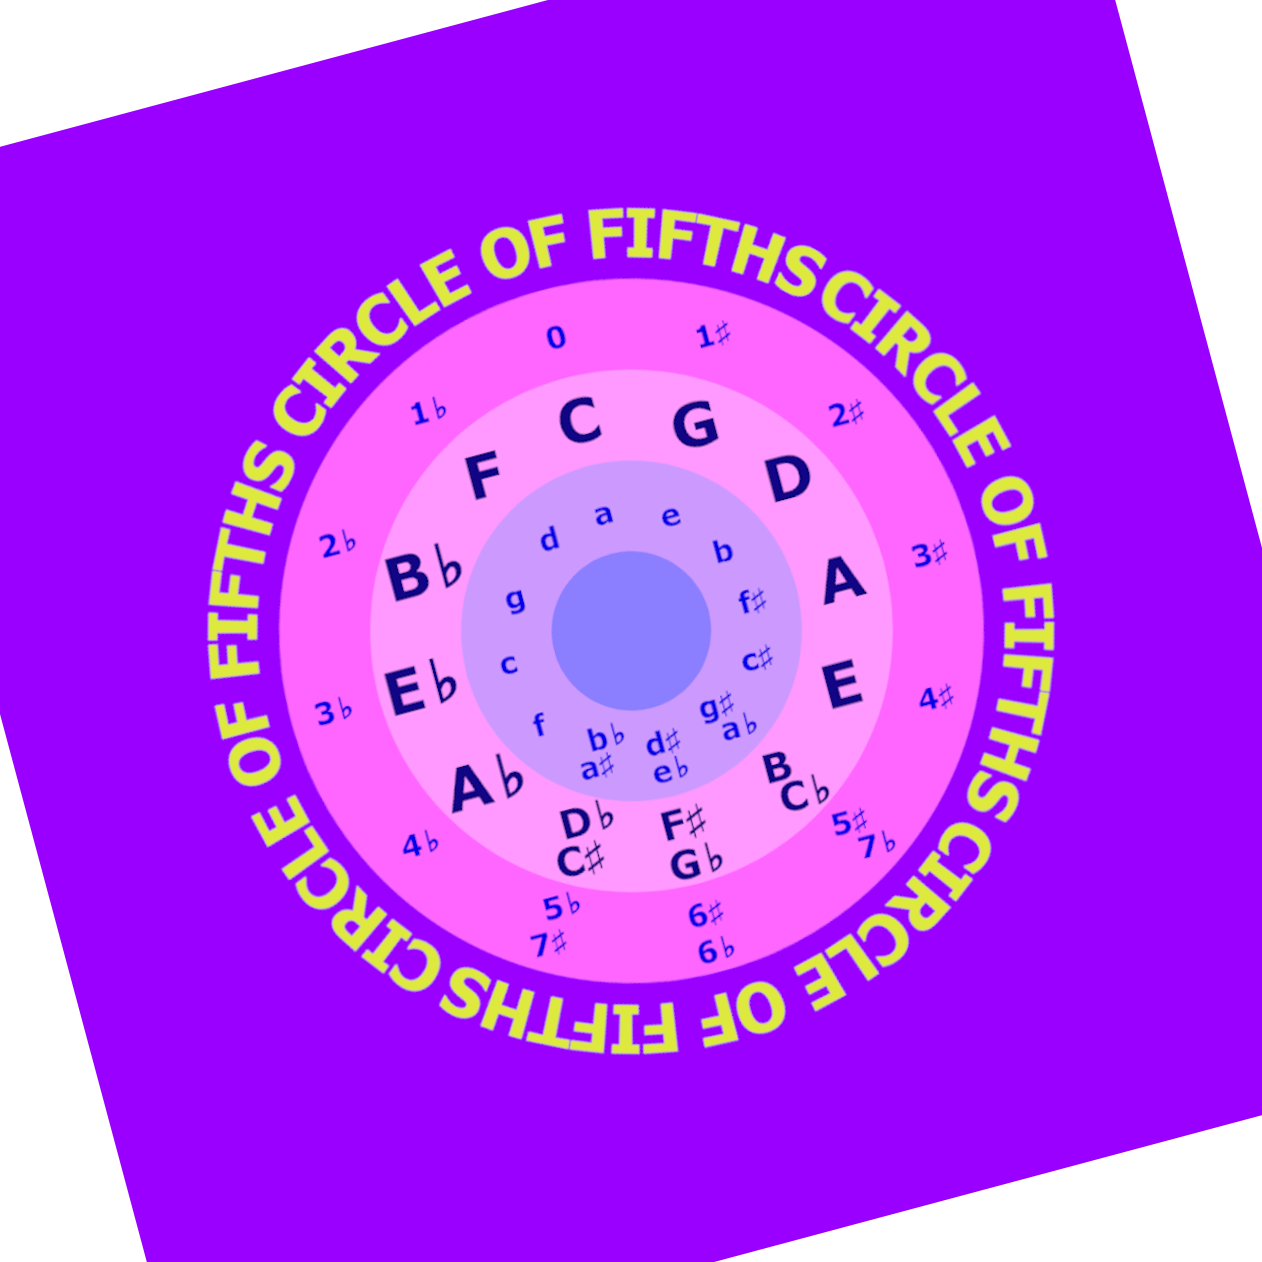 CIRCLE OF FIFTHS
CIRCLE OF FIFTHS
CIRCLE OF FIFTHS
CIRCLE OF FIFTHS
0
1♯
2♯
3♯
4♯
5♯
7♭
6♯
6♭
5♭
7♯
4♭
3♭
2♭
1♭
C
G
D
A
E
B
C♭
F♯
G♭
D♭
C♯
A♭
E♭
B♭
F
a
e
b
f♯
c♯
g♯
a♭
d♯
e♭
b♭
a♯
f
c
g
d